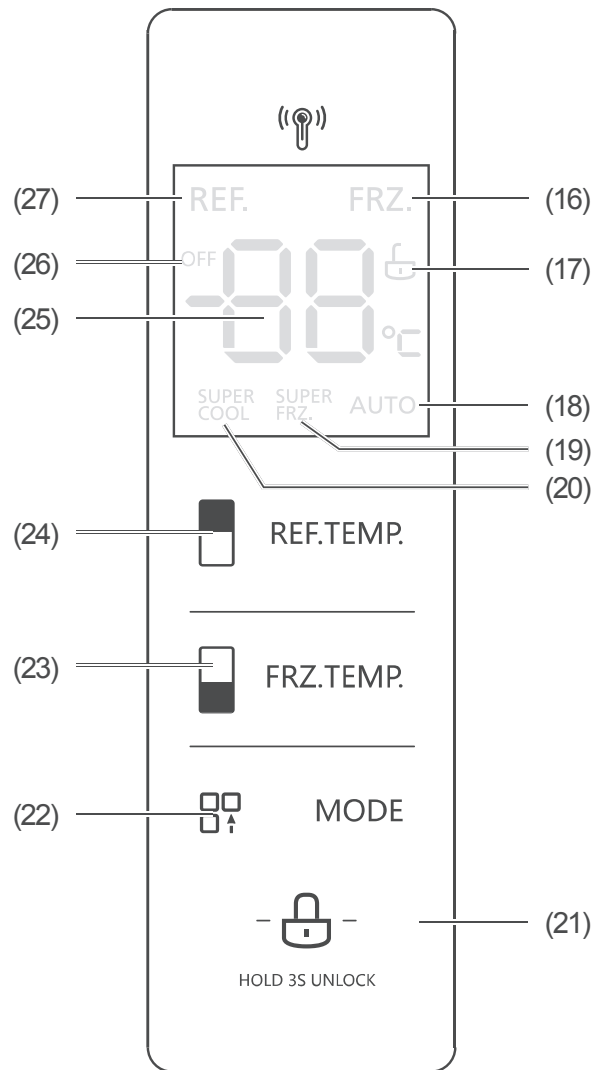 (27) REF. FRZ. (16)
(26) OFF (17)
(25) -88 °C
SUPER COOL SUPER FRZ. AUTO (18)
(19)
(20)
(24) REF.TEMP.
(23) FRZ.TEMP.
(22) MODE
(21)
HOLD 3S UNLOCK